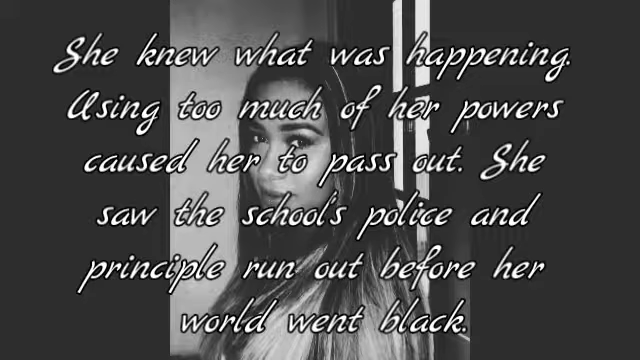 She knew what was happening.
Using too much of her powers
caused her to pass out. She
saw the school's police and
principle run out before her
world went black.